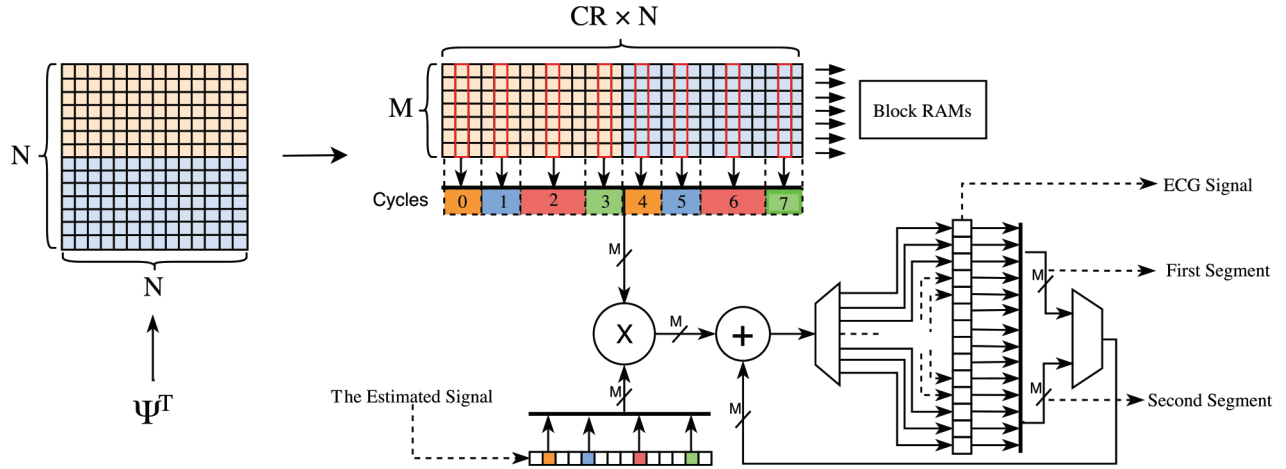 CR × N
N
M
Block RAMs
Cycles 0 1 2 3 4 5 6 7
ECG Signal
N
M
M
First Segment
Ψᵀ
X
M
+
The Estimated Signal
M
M
M
Second Segment